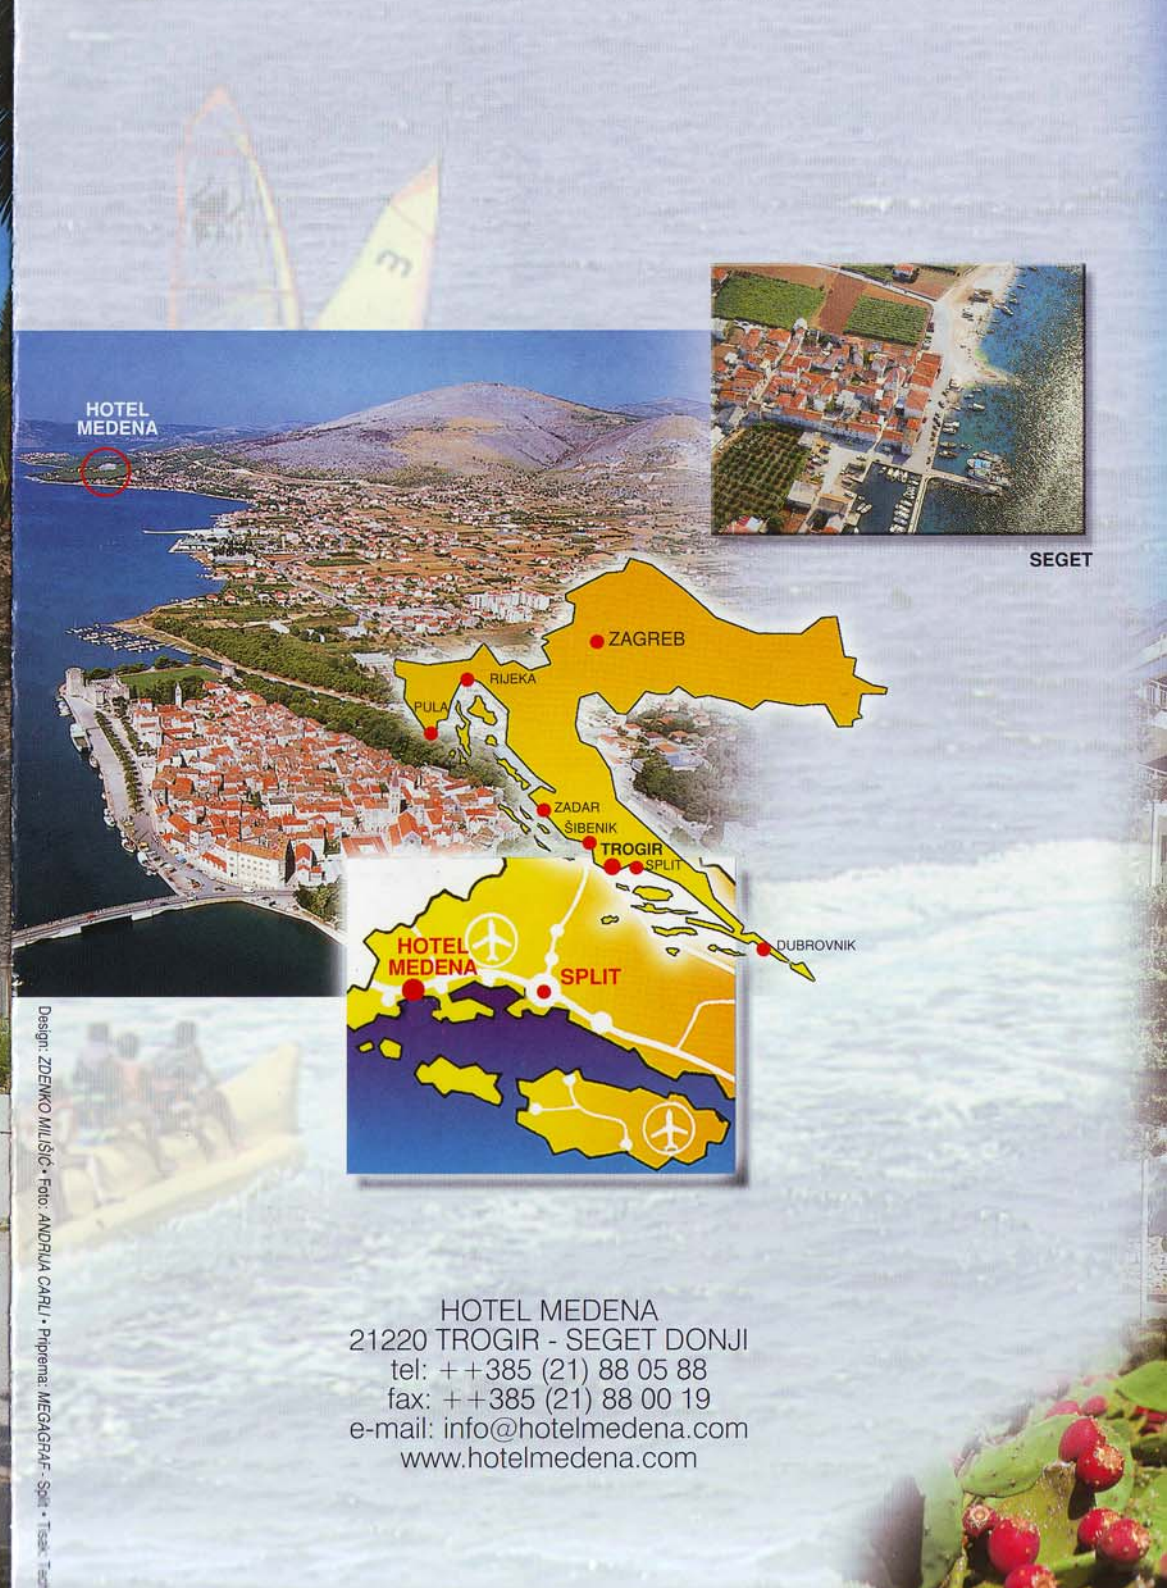 3
HOTEL
MEDENA
SEGET
ZAGREB
RIJEKA
PULA
ZADAR
ŠIBENIK
TROGIR
SPLIT
DUBROVNIK
HOTEL
MEDENA
SPLIT
Design: ZDENKO MILIŠIĆ • Foto: ANDRIJA CARLI • Priprema: MEGAGRAF - Split • Tisak:
HOTEL MEDENA
21220 TROGIR - SEGET DONJI
tel: ++385 (21) 88 05 88
fax: ++385 (21) 88 00 19
e-mail: info@hotelmedena.com
www.hotelmedena.com